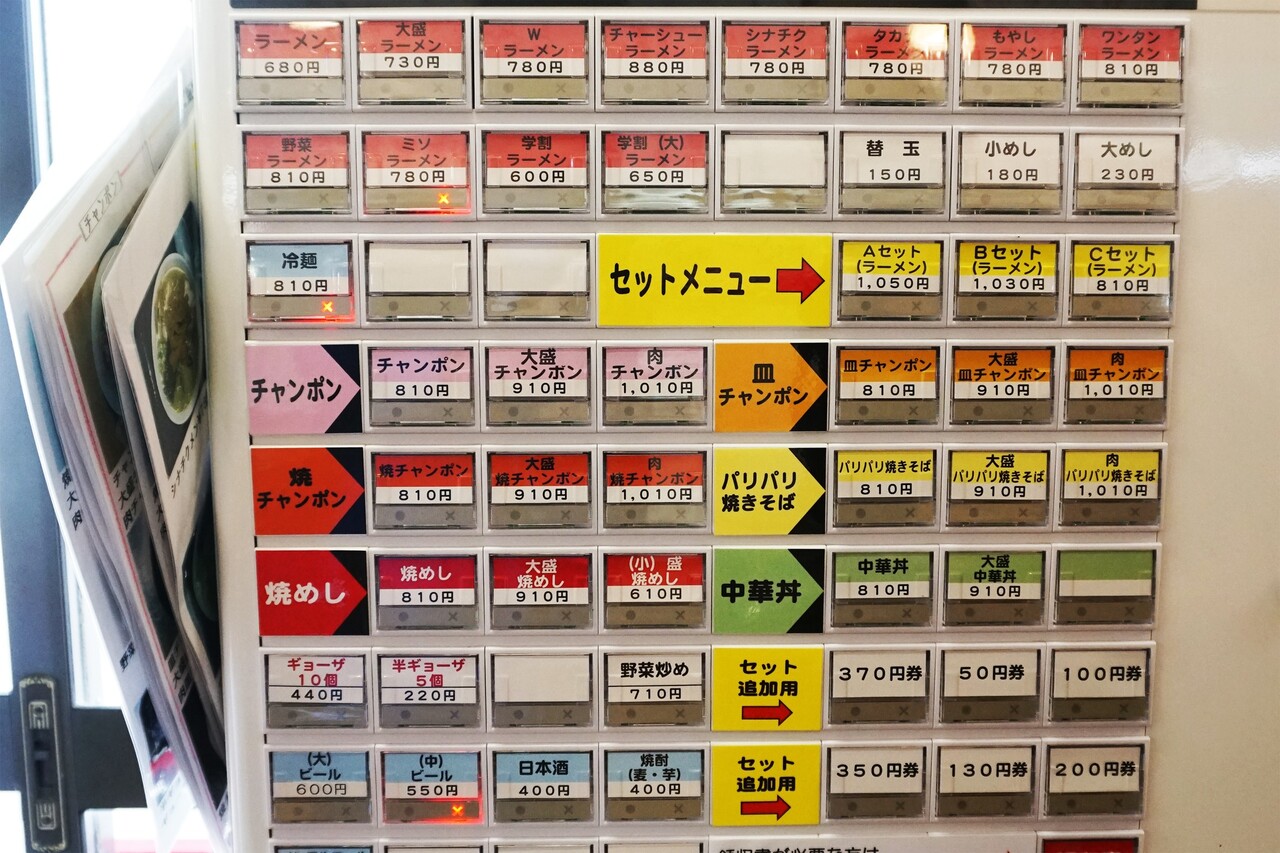 ラーメン
680円
大盛
ラーメン
730円
W
ラーメン
780円
チャーシュー
ラーメン
880円
シナチク
ラーメン
780円
タカナ
ラーメン
780円
もやし
ラーメン
780円
ワンタン
ラーメン
810円
野菜
ラーメン
810円
ミソ
ラーメン
780円
学割
ラーメン
600円
学割(大)
ラーメン
650円
替 玉
150円
小めし
180円
大めし
230円
冷麺
810円
セットメニュー
Aセット
(ラーメン)
1,050円
Bセット
(ラーメン)
1,030円
Cセット
(ラーメン)
810円
チャンポン
チャンポン
810円
大盛
チャンポン
910円
肉
チャンポン
1,010円
皿
チャンポン
皿チャンポン
810円
大盛
皿チャンポン
910円
肉
皿チャンポン
1,010円
焼
チャンポン
焼チャンポン
810円
大盛
焼チャンポン
910円
肉
焼チャンポン
1,010円
パリパリ
焼きそば
パリパリ焼きそば
810円
大盛
パリパリ焼きそば
910円
肉
パリパリ焼きそば
1,010円
焼めし
焼めし
810円
大盛
焼めし
910円
(小)盛
焼めし
610円
中華丼
中華丼
810円
大盛
中華丼
910円
ギョーザ
10個
440円
半ギョーザ
5個
220円
野菜炒め
710円
セット
追加用
370円券
50円券
100円券
(大)
ビール
600円
(中)
ビール
550円
日本酒
400円
焼酎
(麦・芋)
400円
セット
追加用
350円券
130円券
200円券
チャンポン
大肉